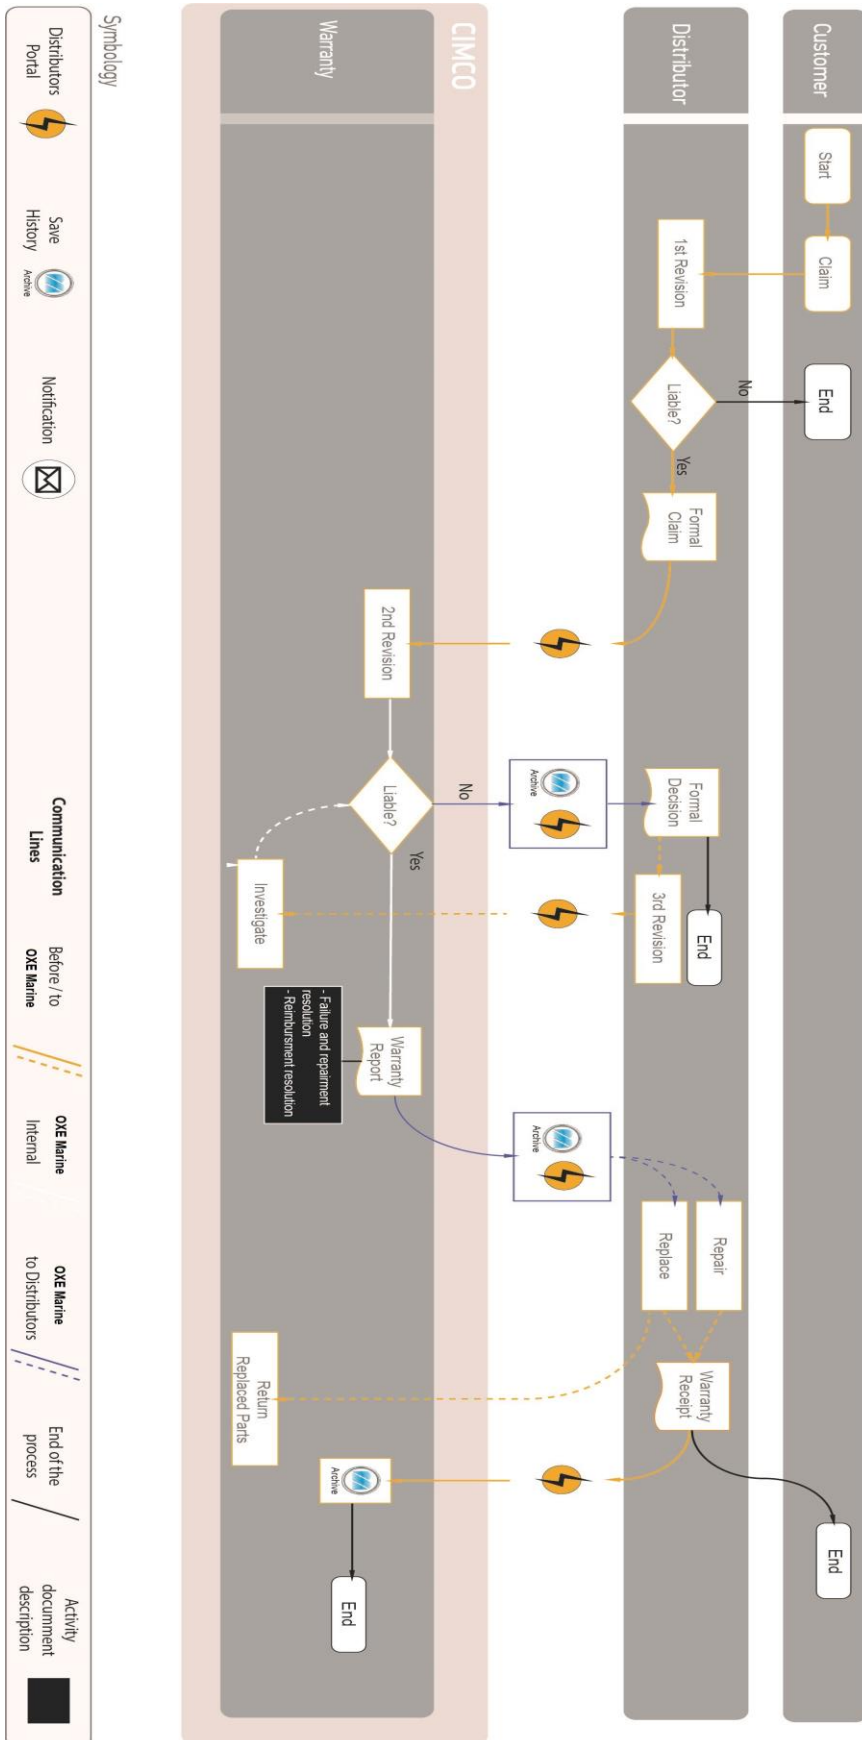 Customer
Start
Claim
End
End
Distributor
1st Revision
Liable?
No
Yes
Formal
Claim
Formal
Decision
3rd Revision
End
Repair
Replace
Warranty
Receipt
CIMCO
Warranty
2nd Revision
Liable?
No
Yes
Archive
Investigate
Warranty
Report
- Failure and repairment
resolution
- Reimbursment resolution
Archive
Return
Replaced Parts
Archive
End
Symbology
Distributors
Portal
Save
History
Archive
Notification
Communication
Lines
Before / to
OXE Marine
OXE Marine
Internal
OXE Marine
to Distributors
End of the
process
Activity
documment
description